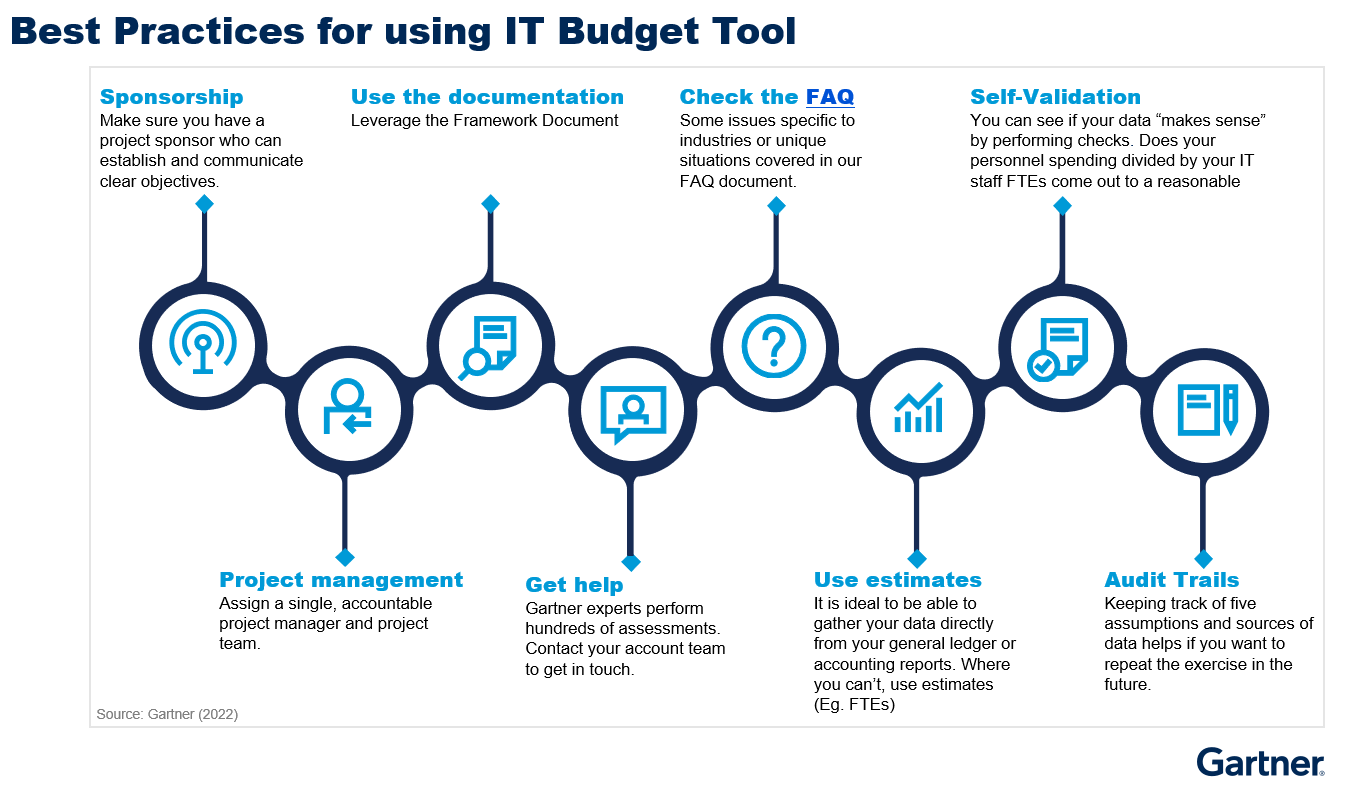 Best Practices for using IT Budget Tool
Sponsorship
Make sure you have a
project sponsor who can
establish and communicate
clear objectives.
Use the documentation
Leverage the Framework Document
Check the FAQ
Some issues specific to
industries or unique
situations covered in our
FAQ document.
Self-Validation
You can see if your data “makes sense”
by performing checks. Does your
personnel spending divided by your IT
staff FTEs come out to a reasonable
Project management
Assign a single, accountable
project manager and project
team.
Get help
Gartner experts perform
hundreds of assessments.
Contact your account team
to get in touch.
Use estimates
It is ideal to be able to
gather your data directly
from your general ledger or
accounting reports. Where
you can’t, use estimates
(Eg. FTEs)
Audit Trails
Keeping track of five
assumptions and sources of
data helps if you want to
repeat the exercise in the
future.
Source: Gartner (2022)
Gartner®